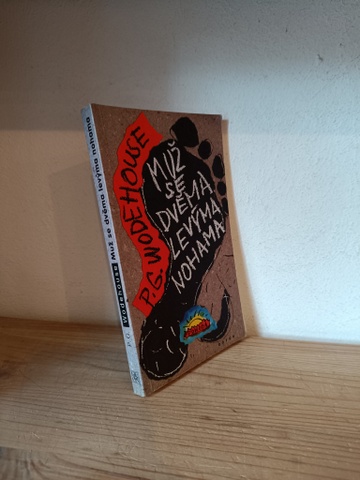 P. G. Wodehouse Muž se dvěma levýma nohama
P.G. WODEHOUSE
MUŽ
SE
DVĚMA
LEVÝMA
NOHAMA